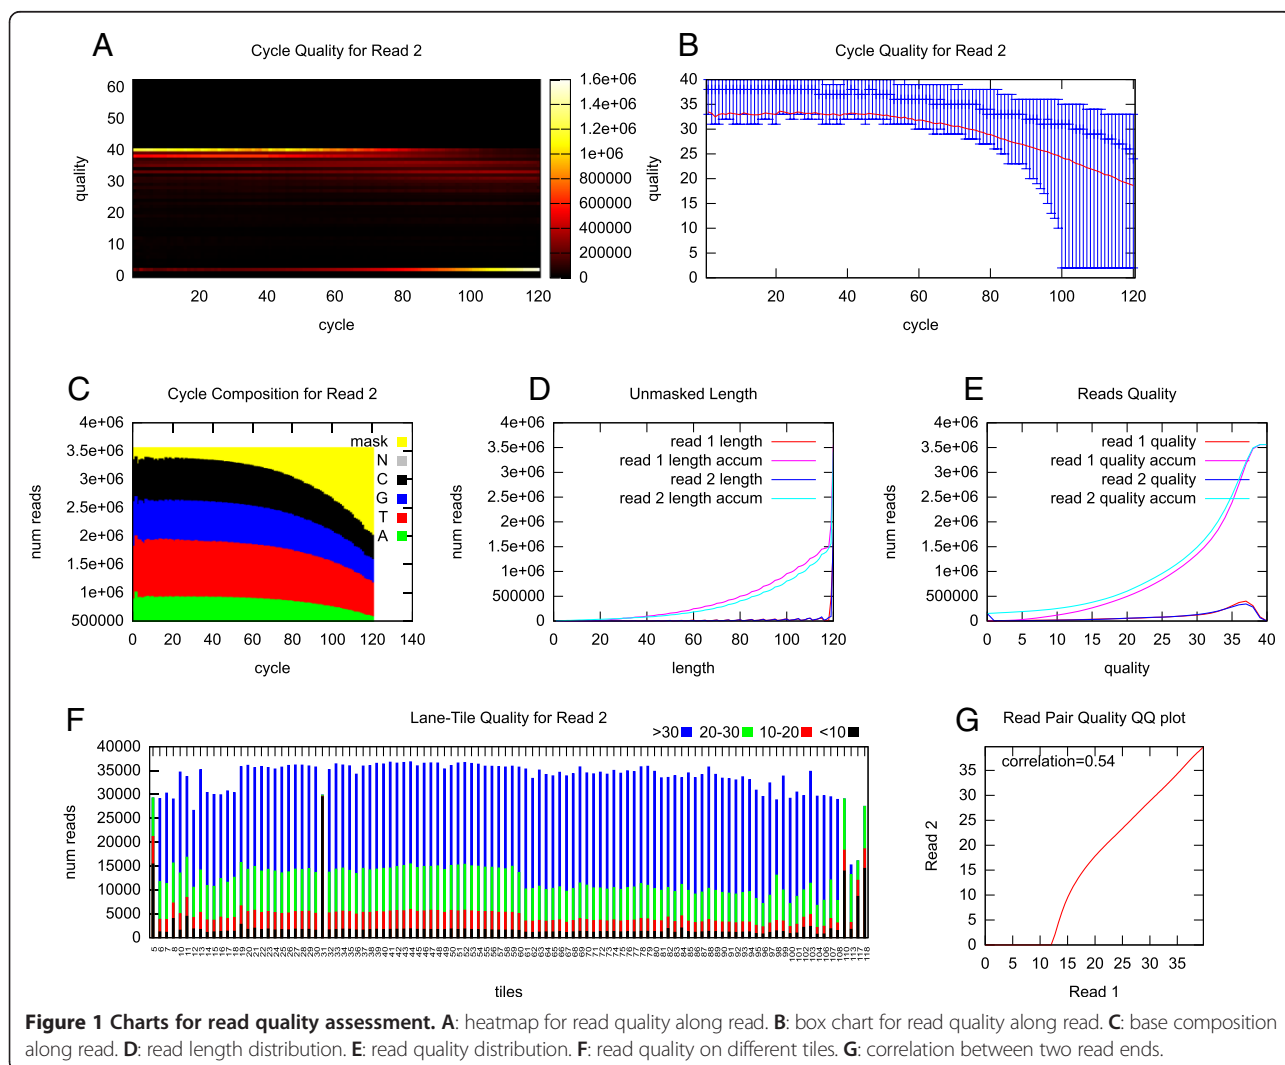 A
Cycle Quality for Read 2
60
50
40
30
20
10
0
quality
20 40 60 80 100 120
cycle
1.6e+06
1.4e+06
1.2e+06
1e+06
800000
600000
400000
200000
0
B
Cycle Quality for Read 2
40
35
30
25
20
15
10
5
0
quality
20 40 60 80 100 120
cycle
C
Cycle Composition for Read 2
4e+06
3.5e+06
3e+06
2.5e+06
2e+06
1.5e+06
1e+06
500000
num reads
mask
N
C
G
T
A
0 20 40 60 80 100 120 140
cycle
D
Unmasked Length
4e+06
3.5e+06
3e+06
2.5e+06
2e+06
1.5e+06
1e+06
500000
0
num reads
read 1 length
read 1 length accum
read 2 length
read 2 length accum
0 20 40 60 80 100 120
length
E
Reads Quality
4e+06
3.5e+06
3e+06
2.5e+06
2e+06
1.5e+06
1e+06
500000
0
num reads
read 1 quality
read 1 quality accum
read 2 quality
read 2 quality accum
0 5 10 15 20 25 30 35 40
quality
F
Lane-Tile Quality for Read 2
>30 20-30 10-20 <10
40000
35000
30000
25000
20000
15000
10000
5000
0
num reads
tiles
G
Read Pair Quality QQ plot
correlation=0.54
35
30
25
20
15
10
5
0
Read 2
0 5 10 15 20 25 30 35
Read 1
Figure 1 Charts for read quality assessment. A: heatmap for read quality along read. B: box chart for read quality along read. C: base composition
along read. D: read length distribution. E: read quality distribution. F: read quality on different tiles. G: correlation between two read ends.